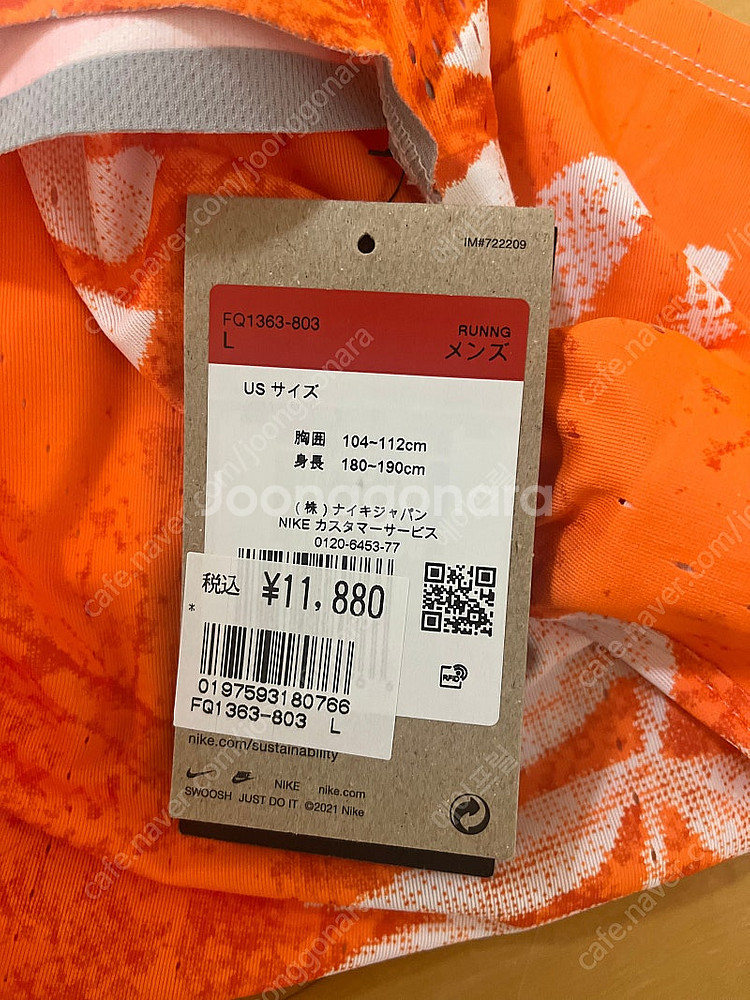 IM#722209
FQ1363-803
L
RUNNG
メンズ
US サイズ
胸囲 104~112cm
身長 180~190cm
Joonggonara
(株)ナイキジャパン
NIKE カスタマーサービス
0120-6453-77
税込 ¥11,880
*
0197593180766
FQ1363-803 L
RFID
nike.com/sustainability
NIKE nike.com
SWOOSH JUST DO IT ©2021 Nike
cafe.naver.com/joonggonara